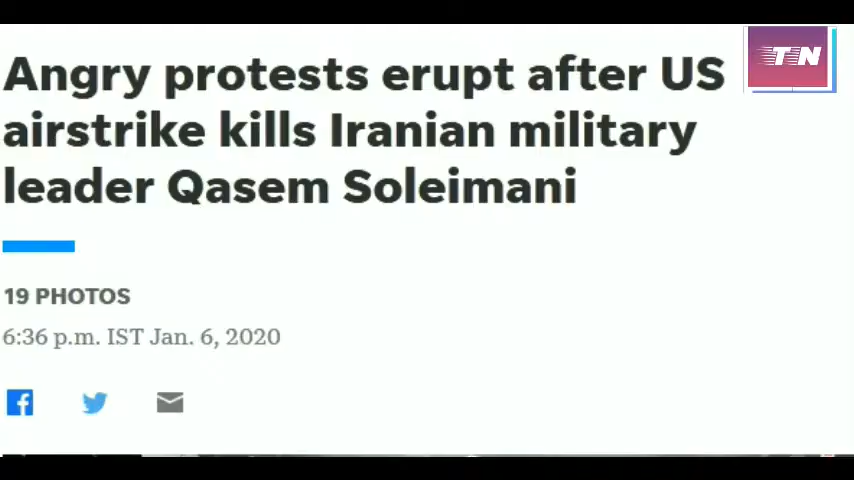 TN
Angry protests erupt after US
airstrike kills Iranian military
leader Qasem Soleimani
19 PHOTOS
6:36 p.m. IST Jan. 6, 2020